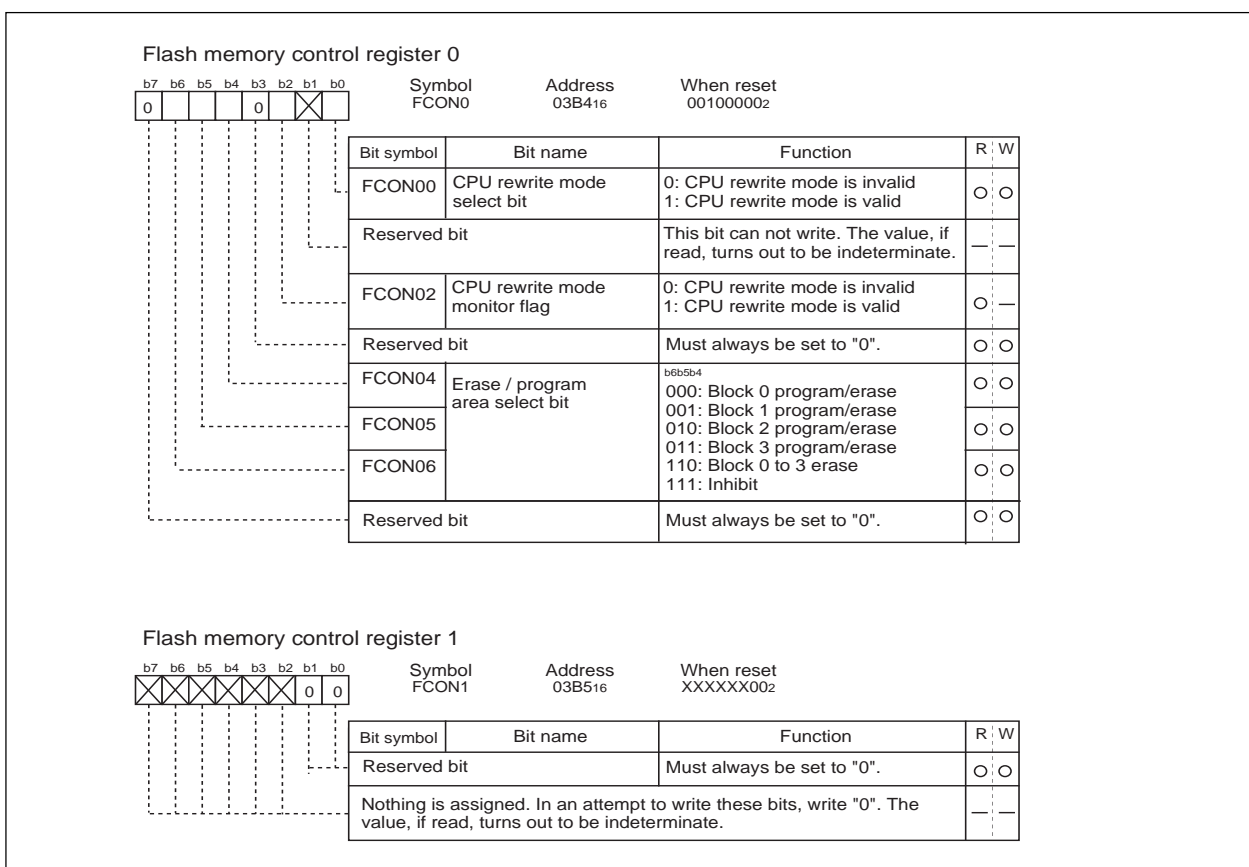 Flash memory control register 0
b7 b6 b5 b4 b3 b2 b1 b0
0 0
Symbol Address When reset
FCON0 03B416 001000002
Bit symbol Bit name Function R W
FCON00 CPU rewrite mode select bit
0: CPU rewrite mode is invalid
1: CPU rewrite mode is valid
Reserved bit
This bit can not write. The value, if
read, turns out to be indeterminate.
FCON02 CPU rewrite mode monitor flag
0: CPU rewrite mode is invalid
1: CPU rewrite mode is valid
Reserved bit Must always be set to "0".
FCON04
FCON05
FCON06
Erase / program
area select bit
b6b5b4
000: Block 0 program/erase
001: Block 1 program/erase
010: Block 2 program/erase
011: Block 3 program/erase
110: Block 0 to 3 erase
111: Inhibit
Reserved bit Must always be set to "0".
Flash memory control register 1
b7 b6 b5 b4 b3 b2 b1 b0
0 0
Symbol Address When reset
FCON1 03B516 XXXXXX002
Bit symbol Bit name Function R W
Reserved bit Must always be set to "0".
Nothing is assigned. In an attempt to write these bits, write "0". The
value, if read, turns out to be indeterminate.